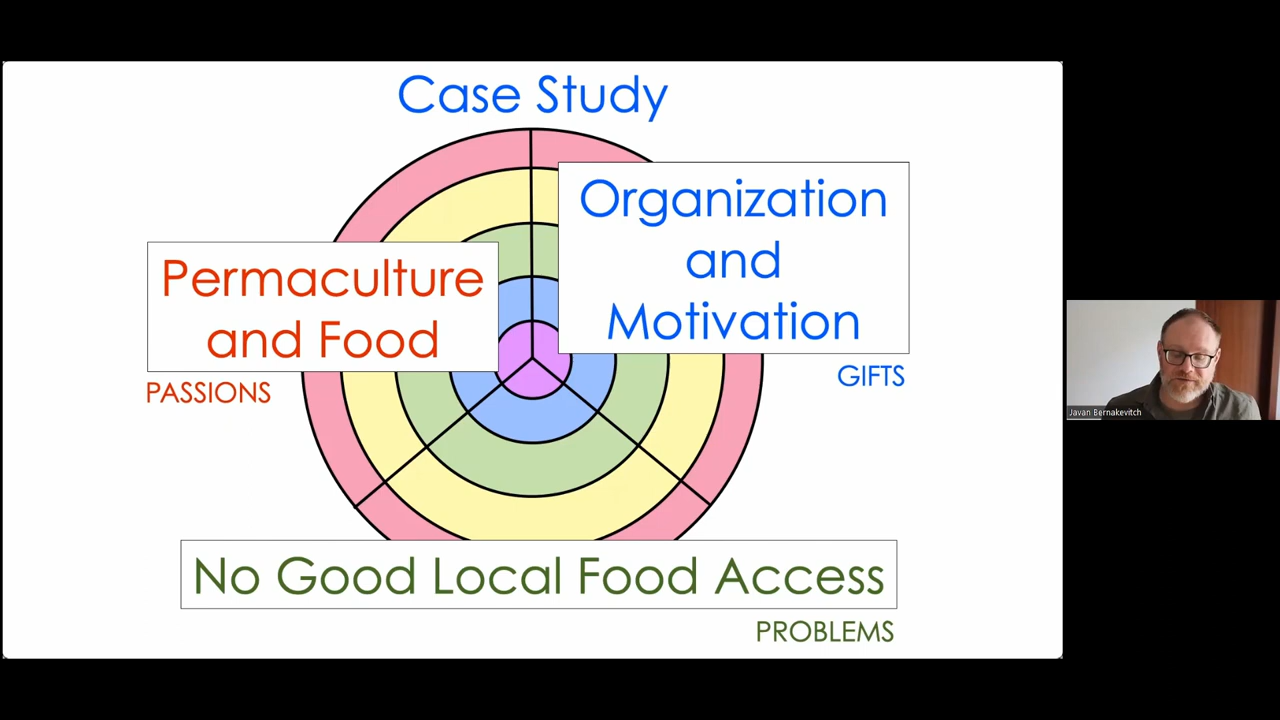 Case Study
Organization
and
Motivation
GIFTS
Permaculture
and Food
PASSIONS
No Good Local Food Access
PROBLEMS
Javan Bernakevitch